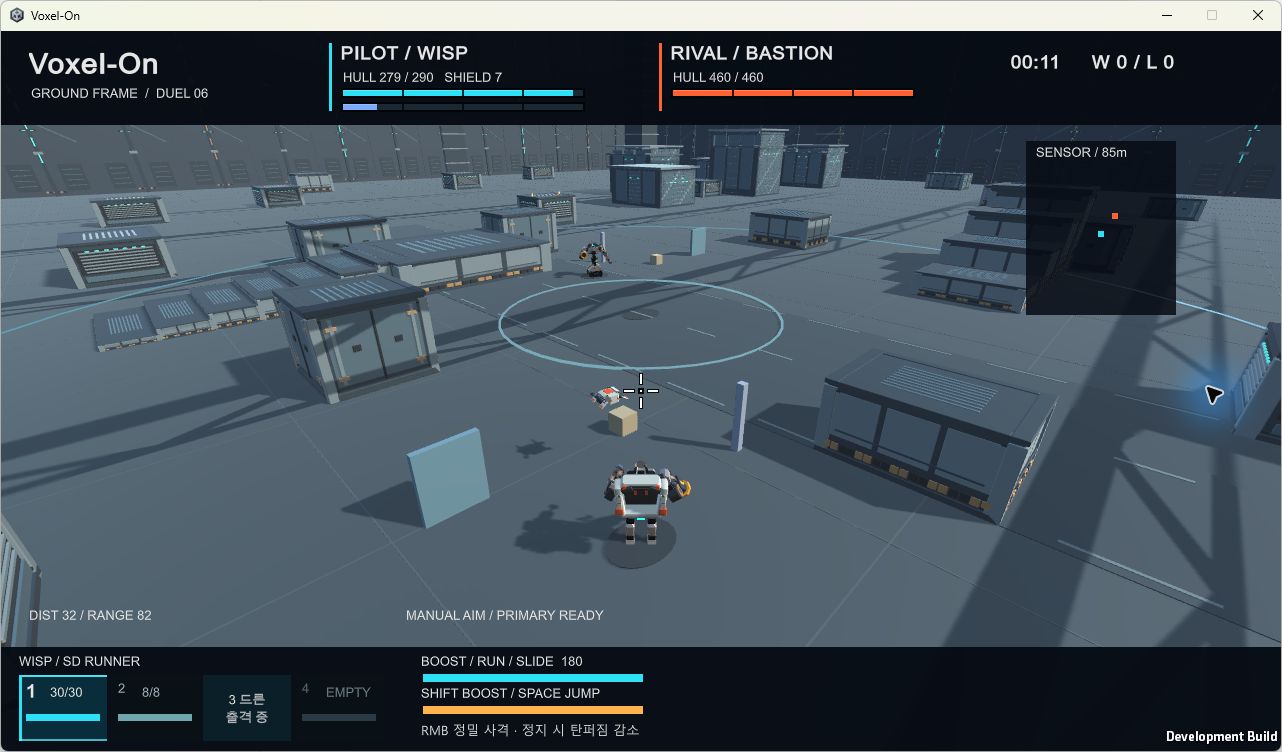 Voxel-On
Voxel-On
GROUND FRAME / DUEL 06
PILOT / WISP
HULL 279 / 290 SHIELD 7
RIVAL / BASTION
HULL 460 / 460
00:11 W 0 / L 0
SENSOR / 85m
DIST 32 / RANGE 82
MANUAL AIM / PRIMARY READY
WISP / SD RUNNER
1 30/30
2 8/8
3 드론
출격 중
4 EMPTY
BOOST / RUN / SLIDE 180
SHIFT BOOST / SPACE JUMP
RMB 정밀 사격 · 정지 시 탄퍼짐 감소
Development Build